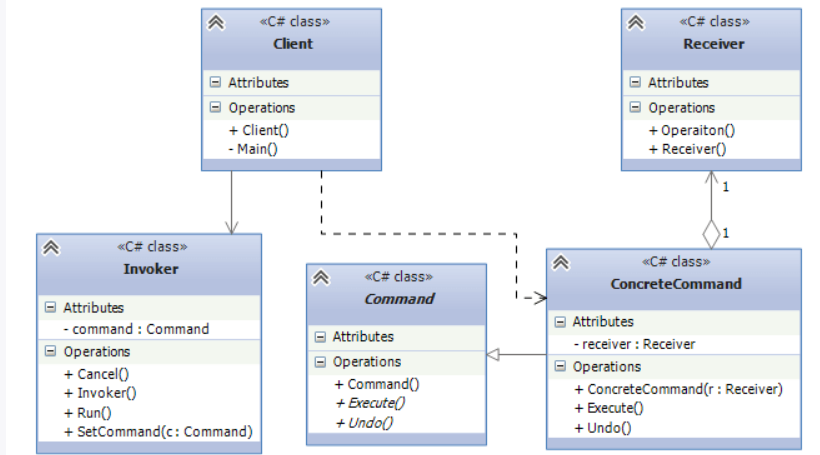 «C# class»
Client
Attributes
Operations
+ Client()
- Main()
«C# class»
Receiver
Attributes
Operations
+ Operaiton()
+ Receiver()
1
1
«C# class»
Invoker
Attributes
- command : Command
Operations
+ Cancel()
+ Invoker()
+ Run()
+ SetCommand(c : Command)
«C# class»
Command
Attributes
Operations
+ Command()
+ Execute()
+ Undo()
«C# class»
ConcreteCommand
Attributes
- receiver : Receiver
Operations
+ ConcreteCommand(r : Receiver)
+ Execute()
+ Undo()